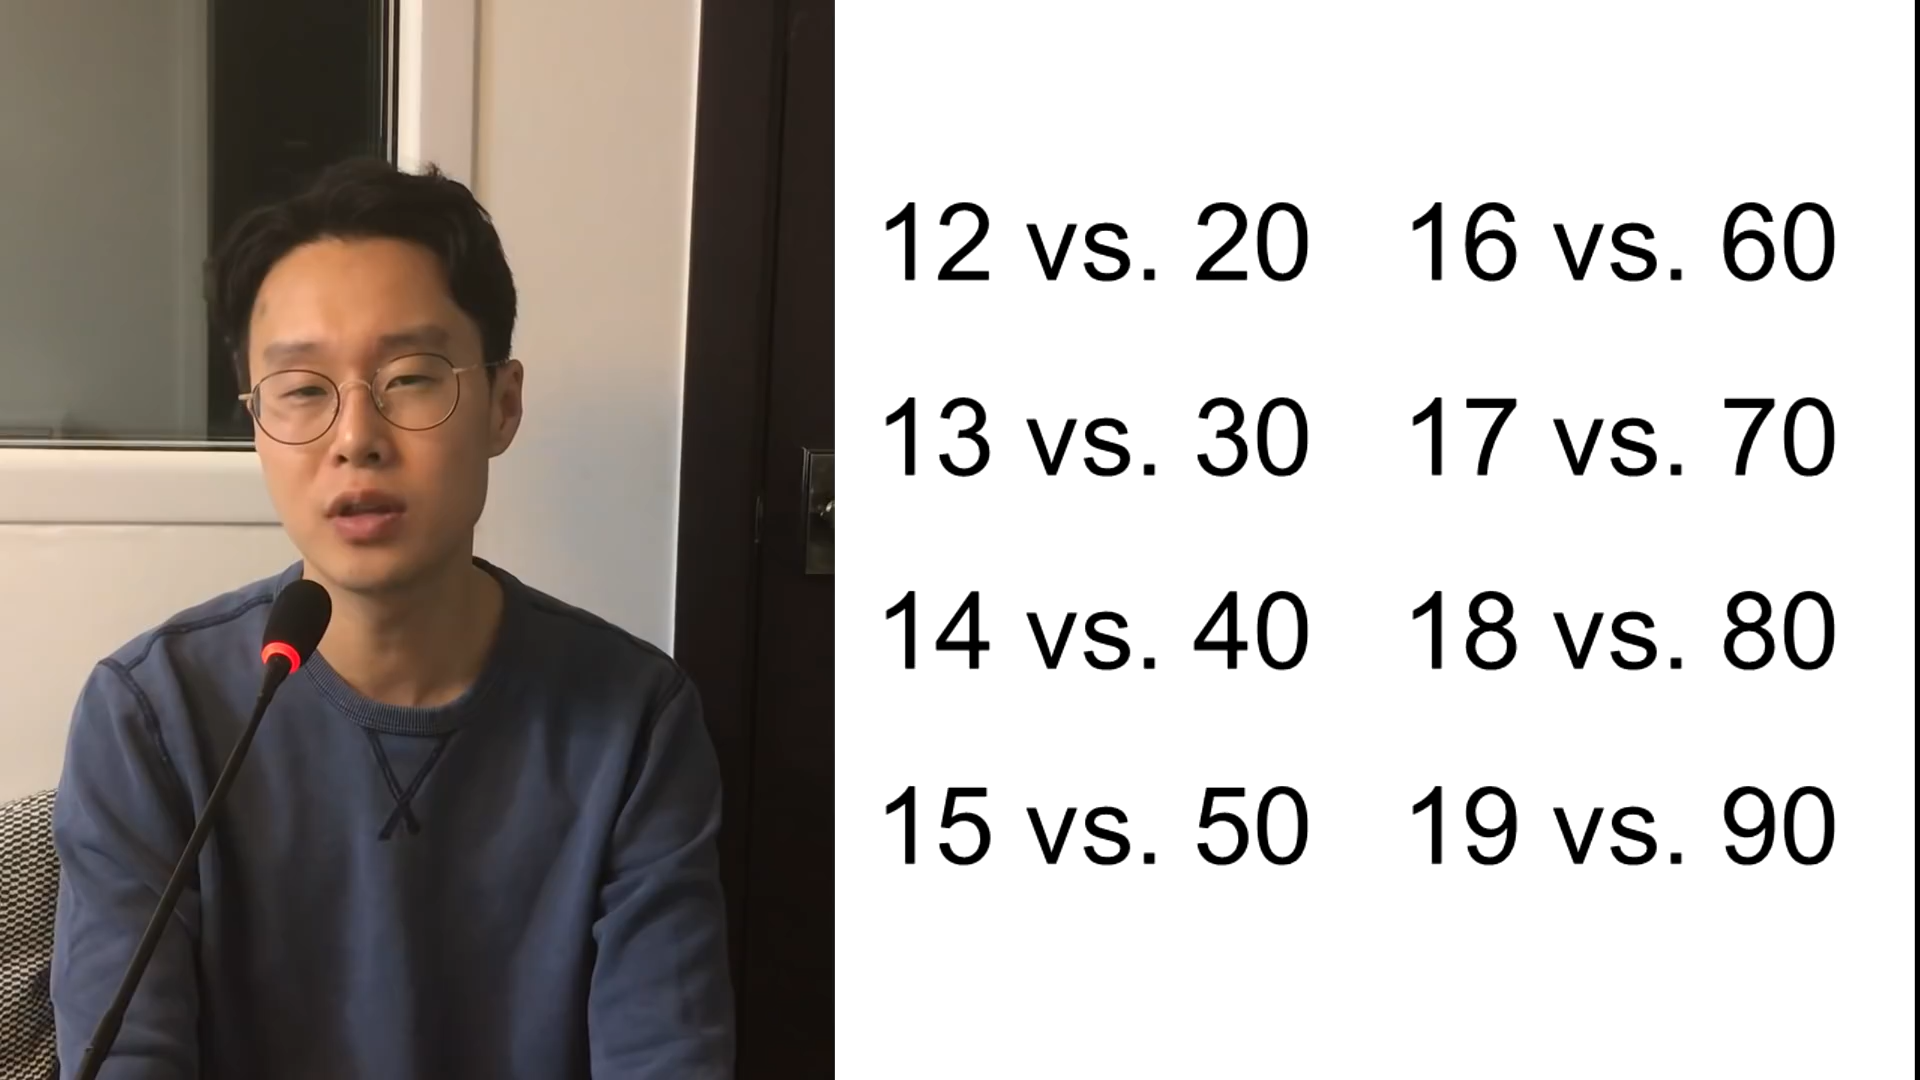 12 vs. 20
13 vs. 30
14 vs. 40
15 vs. 50
16 vs. 60
17 vs. 70
18 vs. 80
19 vs. 90